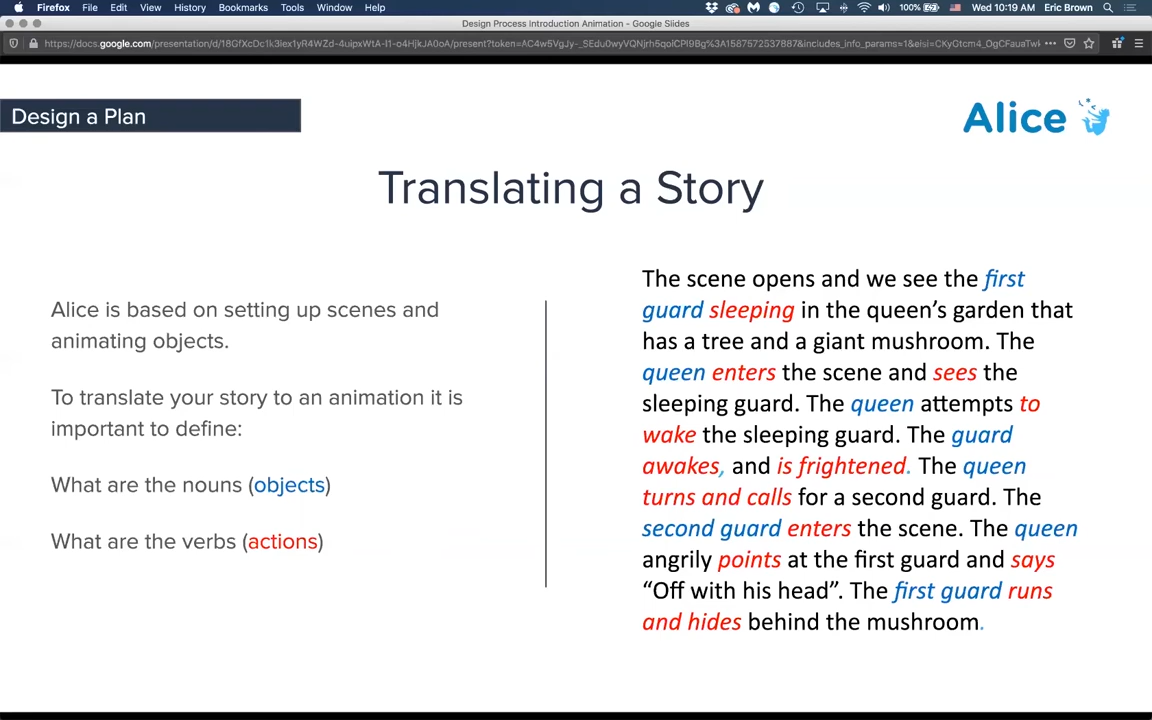 Firefox File Edit View History Bookmarks Tools Window Help 100% Wed 10:19 AM Eric Brown
Design Process Introduction Animation - Google Slides
Design a Plan
Alice
Translating a Story
Alice is based on setting up scenes and
animating objects.
To translate your story to an animation it is
important to define:
What are the nouns (objects)
What are the verbs (actions)
The scene opens and we see the first
guard sleeping in the queen’s garden that
has a tree and a giant mushroom. The
queen enters the scene and sees the
sleeping guard. The queen attempts to
wake the sleeping guard. The guard
awakes, and is frightened. The queen
turns and calls for a second guard. The
second guard enters the scene. The queen
angrily points at the first guard and says
“Off with his head”. The first guard runs
and hides behind the mushroom.